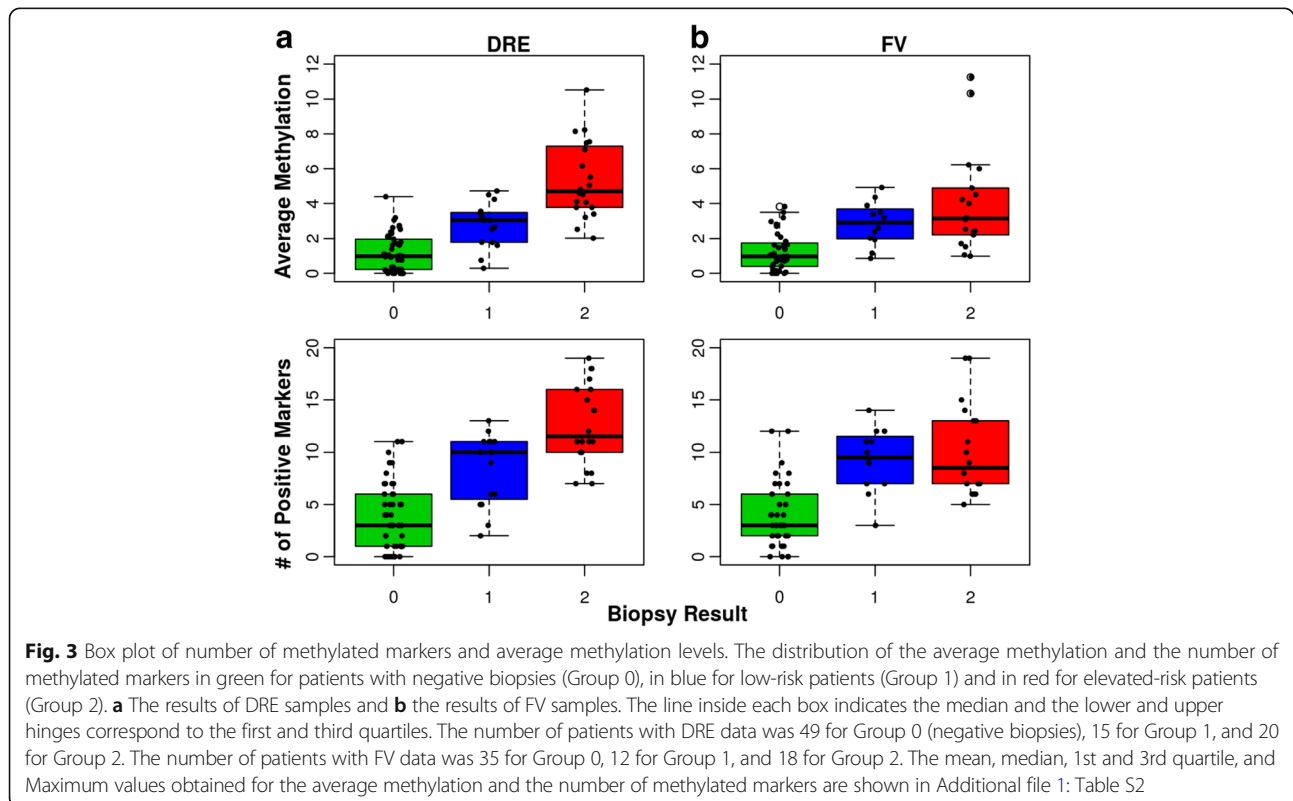 a
DRE
b
FV
Average Methylation
12
10
8
6
4
2
0
0
1
2
12
10
8
6
4
2
0
0
1
2
# of Positive Markers
20
15
10
5
0
0
1
2
20
15
10
5
0
0
1
2
Biopsy Result
Fig. 3 Box plot of number of methylated markers and average methylation levels. The distribution of the average methylation and the number of
methylated markers in green for patients with negative biopsies (Group 0), in blue for low-risk patients (Group 1) and in red for elevated-risk patients
(Group 2). a The results of DRE samples and b the results of FV samples. The line inside each box indicates the median and the lower and upper
hinges correspond to the first and third quartiles. The number of patients with DRE data was 49 for Group 0 (negative biopsies), 15 for Group 1, and 20
for Group 2. The number of patients with FV data was 35 for Group 0, 12 for Group 1, and 18 for Group 2. The mean, median, 1st and 3rd quartile, and
Maximum values obtained for the average methylation and the number of methylated markers are shown in Additional file 1: Table S2